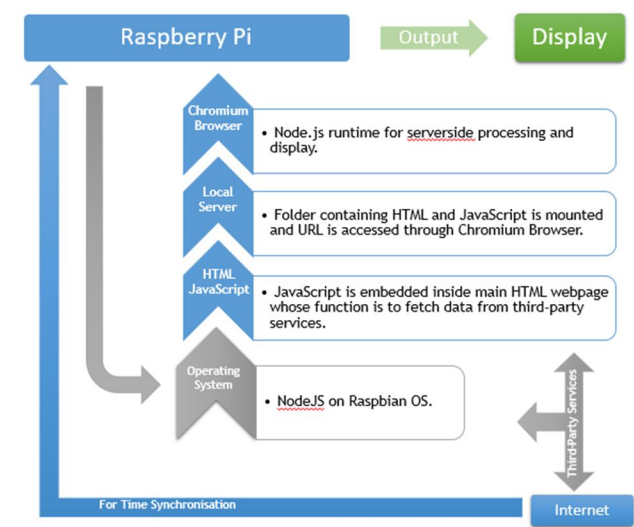 Raspberry Pi
Output
Display
Chromium
Browser
• Node.js runtime for serverside processing and
display.
Local
Server
• Folder containing HTML and JavaScript is mounted
and URL is accessed through Chromium Browser.
HTML
JavaScript
• JavaScript is embedded inside main HTML webpage
whose function is to fetch data from third-party
services.
Operating
System
• NodeJS on Raspbian OS.
Third-Party Services
For Time Synchronisation
Internet